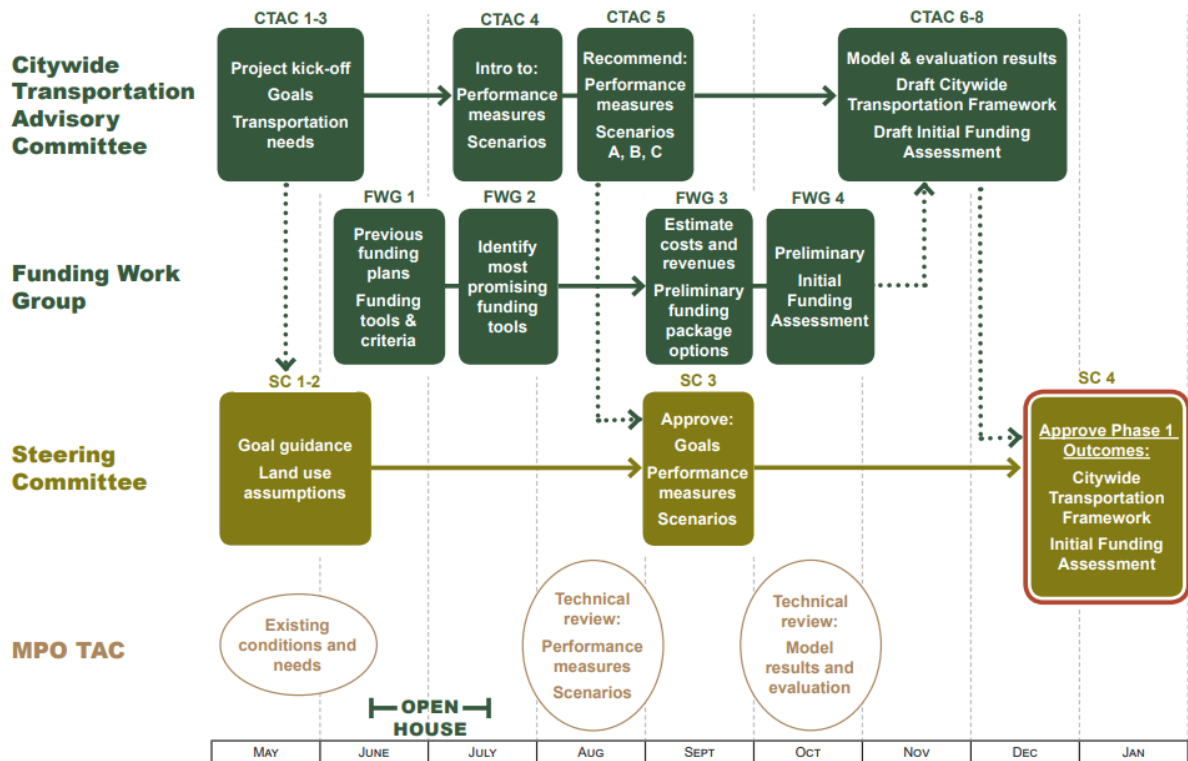 CTAC 1-3
CTAC 4
CTAC 5
CTAC 6-8
Citywide
Transportation
Advisory
Committee
Project kick-off
Goals
Transportation
needs
Intro to:
Performance
measures
Scenarios
Recommend:
Performance
measures
Scenarios
A, B, C
Model & evaluation results
Draft Citywide
Transportation Framework
Draft Initial Funding
Assessment
FWG 1
FWG 2
FWG 3
FWG 4
Funding Work
Group
Previous
funding
plans
Funding
tools &
criteria
Identify
most
promising
funding
tools
Estimate
costs and
revenues
Preliminary
funding
package
options
Preliminary
Initial
Funding
Assessment
SC 1-2
SC 3
SC 4
Steering
Committee
Goal guidance
Land use
assumptions
Approve:
Goals
Performance
measures
Scenarios
Approve Phase 1
Outcomes:
Citywide
Transportation
Framework
Initial Funding
Assessment
MPO TAC
Existing
conditions and
needs
Technical
review:
Performance
measures
Scenarios
Technical
review:
Model
results and
evaluation
OPEN
HOUSE
MAY
JUNE
JULY
AUG
SEPT
OCT
NOV
DEC
JAN